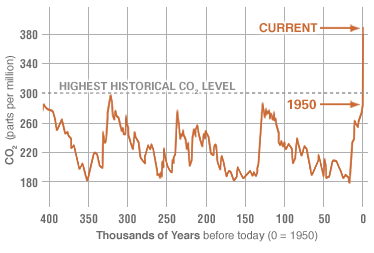 CURRENT
380
340
HIGHEST HISTORICAL CO₂ LEVEL
300
1950
260
220
180
CO₂ (parts per million)
400 350 300 250 200 150 100 50 0
Thousands of Years before today (0 = 1950)